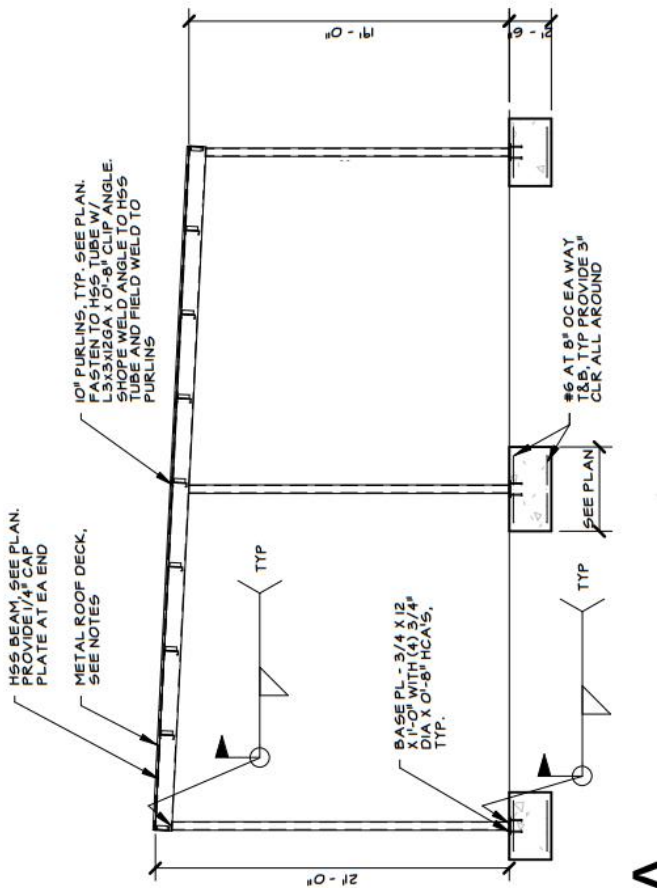 HSS BEAM, SEE PLAN.
PROVIDE 1/4" CAP
PLATE AT EA END
METAL ROOF DECK,
SEE NOTES
10" PURLINS, TYP. SEE PLAN.
FASTEN TO HSS TUBE W/
L3x3x12GA x 0'-8" CLIP ANGLE.
SHOPE WELD ANGLE TO HSS
TUBE AND FIELD WELD TO
PURLINS
19' - 0"
2' - 6"
21' - 0"
TYP
BASE PL - 3/4 X 12
X 1'-0" WITH (4) 3/4"
DIA X 0'-8" HCA'S,
TYP.
TYP
SEE PLAN
#6 AT 8" OC EA WAY
T&B, TYP PROVIDE 3"
CLR ALL AROUND